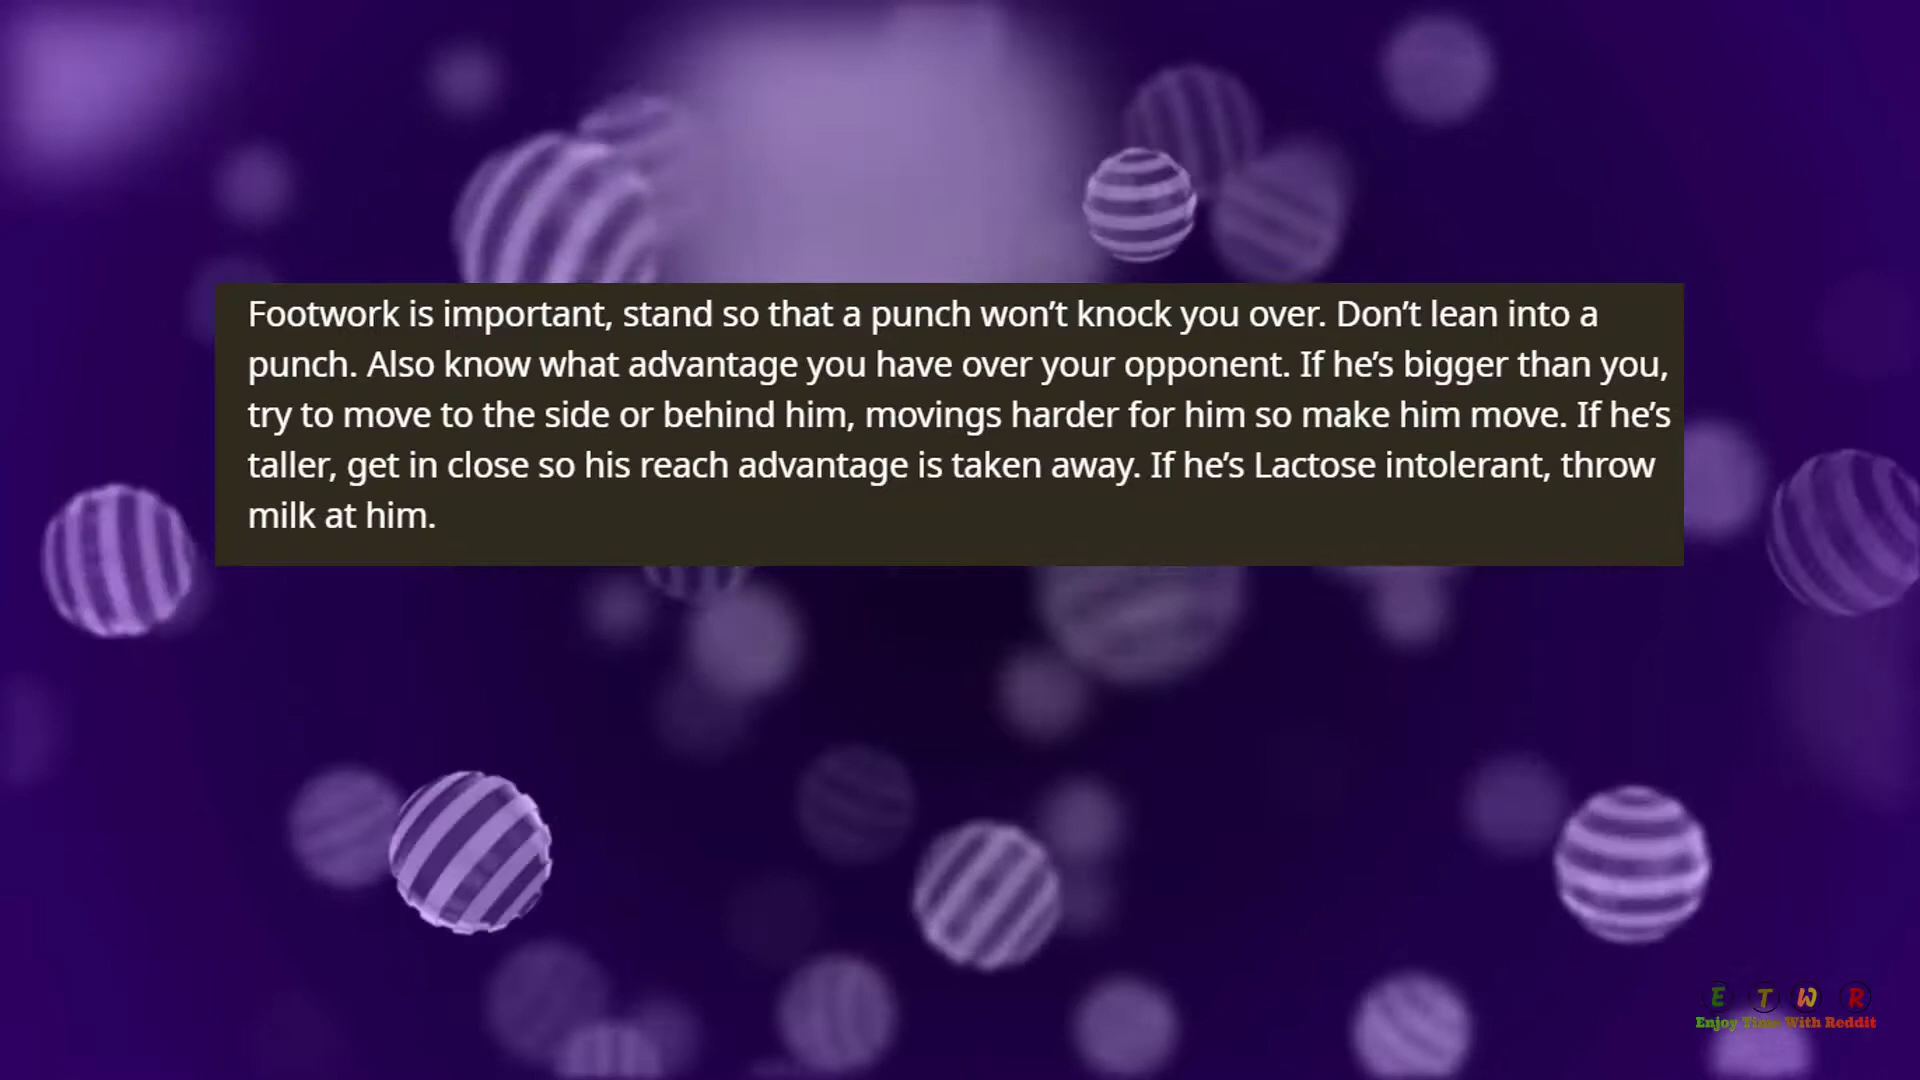 Footwork is important, stand so that a punch won’t knock you over. Don’t lean into a
punch. Also know what advantage you have over your opponent. If he’s bigger than you,
try to move to the side or behind him, movings harder for him so make him move. If he’s
taller, get in close so his reach advantage is taken away. If he’s Lactose intolerant, throw
milk at him.
E T W R
Enjoy Time With Reddit